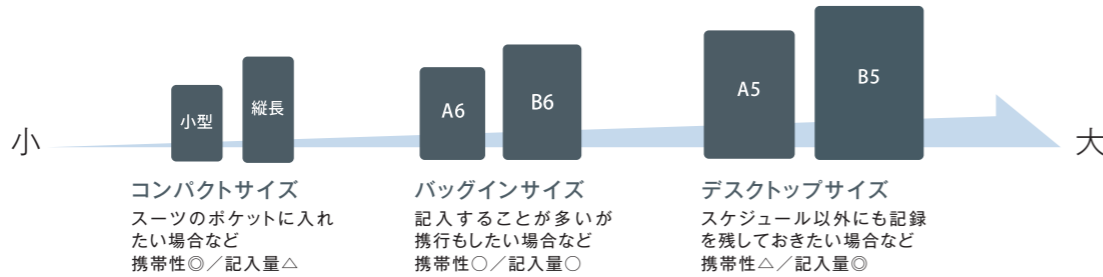 小
小型
縦長
A6
B6
A5
B5
大
コンパクトサイズ
スーツのポケットに入れ
たい場合など
携帯性◎／記入量△
バッグインサイズ
記入することが多いが
携行もしたい場合など
携帯性○／記入量○
デスクトップサイズ
スケジュール以外にも記録
を残しておきたい場合など
携帯性△／記入量◎